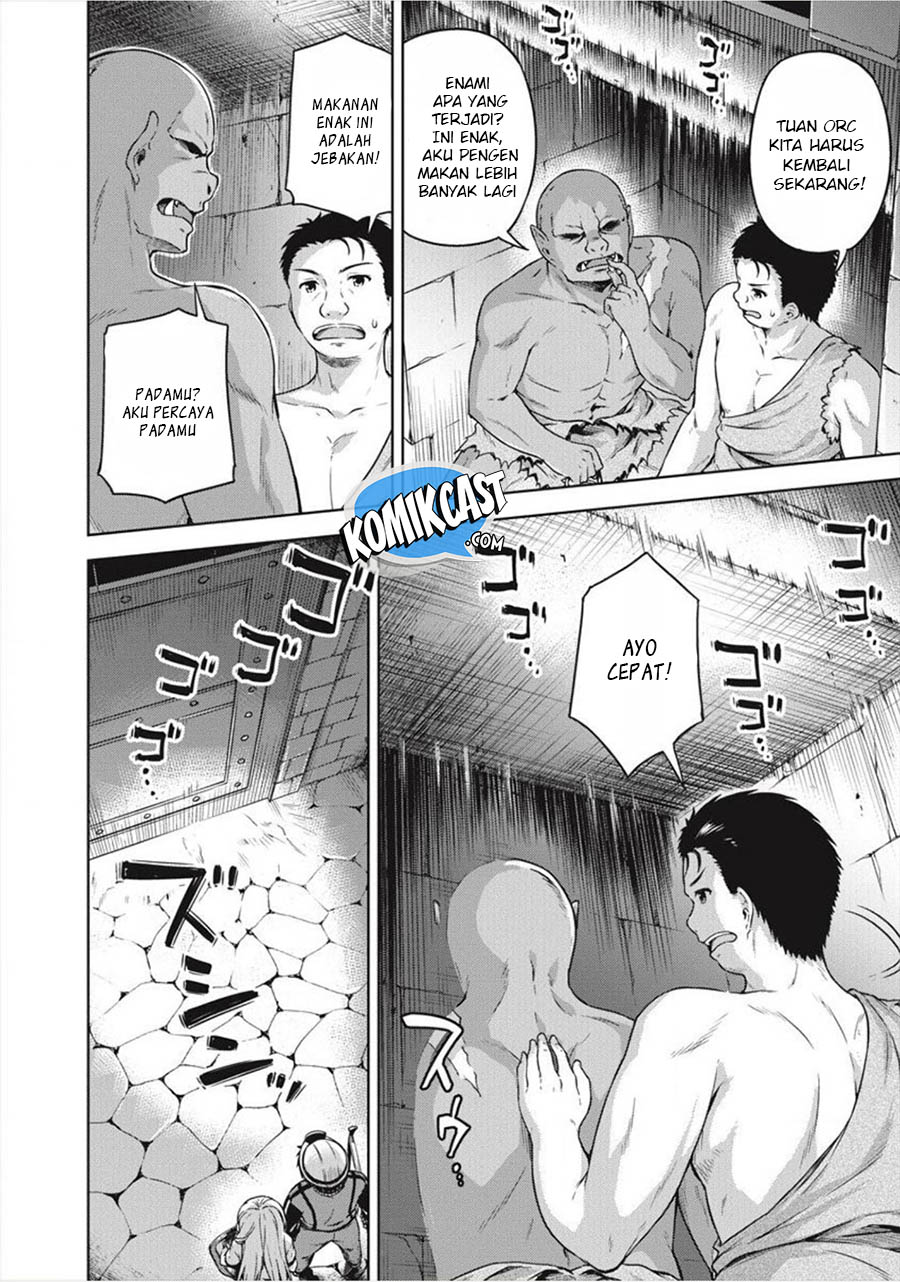 TUAN ORC
KITA HARUS
KEMBALI
SEKARANG!
ゴ
ゴ
ゴ
ゴ
ENAMI
APA YANG
TERJADI?
INI ENAK,
AKU PENGEN
MAKAN LEBIH
BANYAK LAGI
MAKANAN
ENAK INI
ADALAH
JEBAKAN!
PADAMU?
AKU PERCAYA
PADAMU
KOMIKCAST
.COM
AYO
CEPAT!
ゴ
ゴ
ゴ
ゴ
スゥ…
ゴ
ゴ
ゴ
ゴ…
ズ